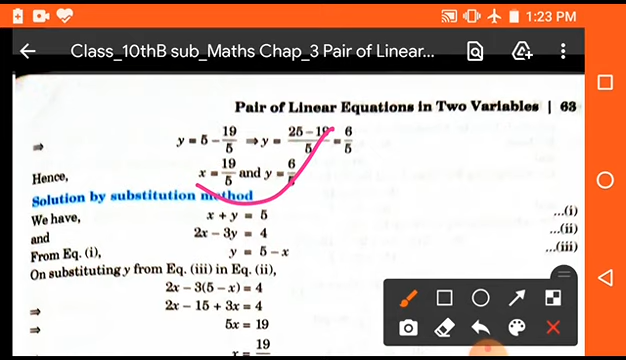 1:23 PM
Class_10thB sub_Maths Chap_3 Pair of Linear...
Pair of Linear Equations in Two Variables | 63
⇒ y = 5 - 19/5 ⇒ y = (25 - 19)/5 = 6/5
Hence, x = 19/5 and y = 6/5
Solution by substitution method
We have, x + y = 5 ...(i)
and 2x - 3y = 4 ...(ii)
From Eq. (i), y = 5 - x ...(iii)
On substituting y from Eq. (iii) in Eq. (ii),
2x - 3(5 - x) = 4
⇒ 2x - 15 + 3x = 4
⇒ 5x = 19
x = 19